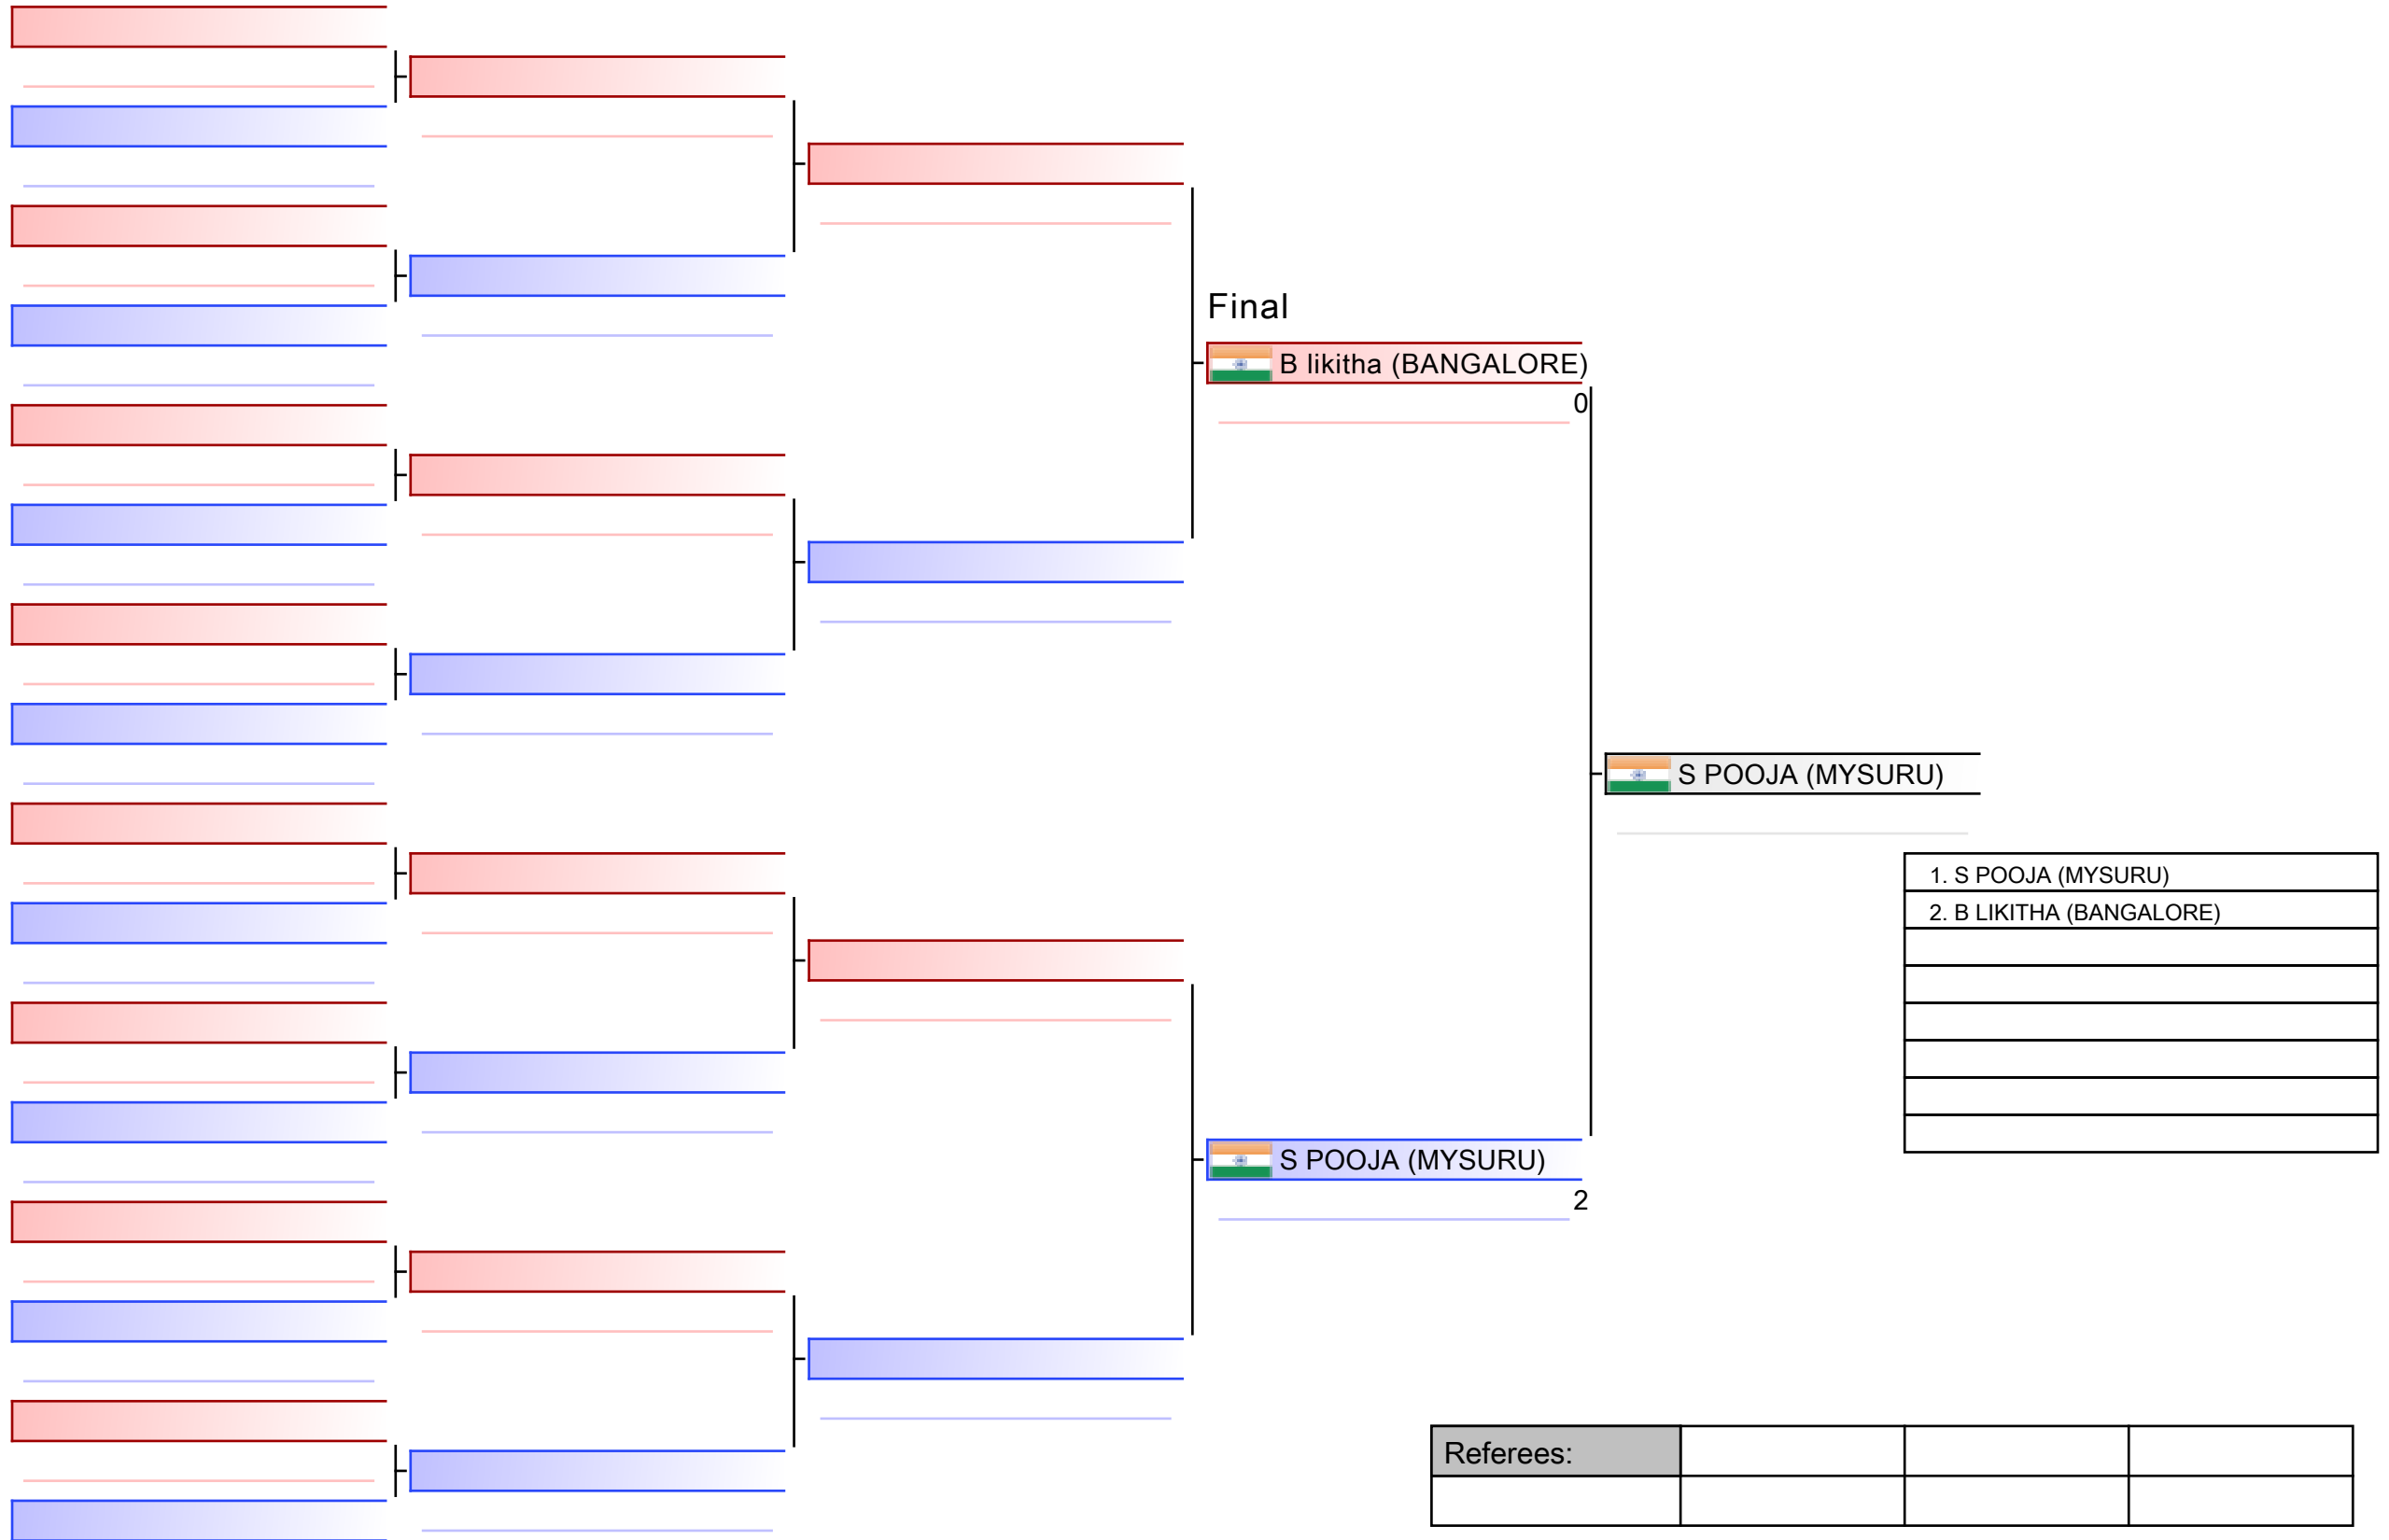 Final
B likitha (BANGALORE)
0
S POOJA (MYSURU)
1. S POOJA (MYSURU)
2. B LIKITHA (BANGALORE)
S POOJA (MYSURU)
2
Referees: